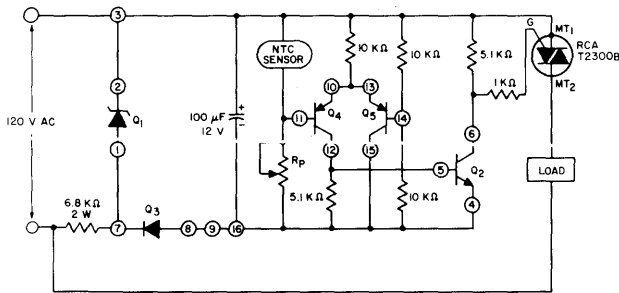 3
G
MT1
RCA
T2300B
MT2
NTC
SENSOR
10 KΩ
10 KΩ
5.1 KΩ
1 KΩ
2
10
13
120 V AC
Q1
100 μF
12 V
+
-
11
Q4
Q5
14
6
1
12
15
5
Q2
RP
LOAD
6.8 KΩ
2 W
Q3
5.1 KΩ
10 KΩ
4
7
8
9
16